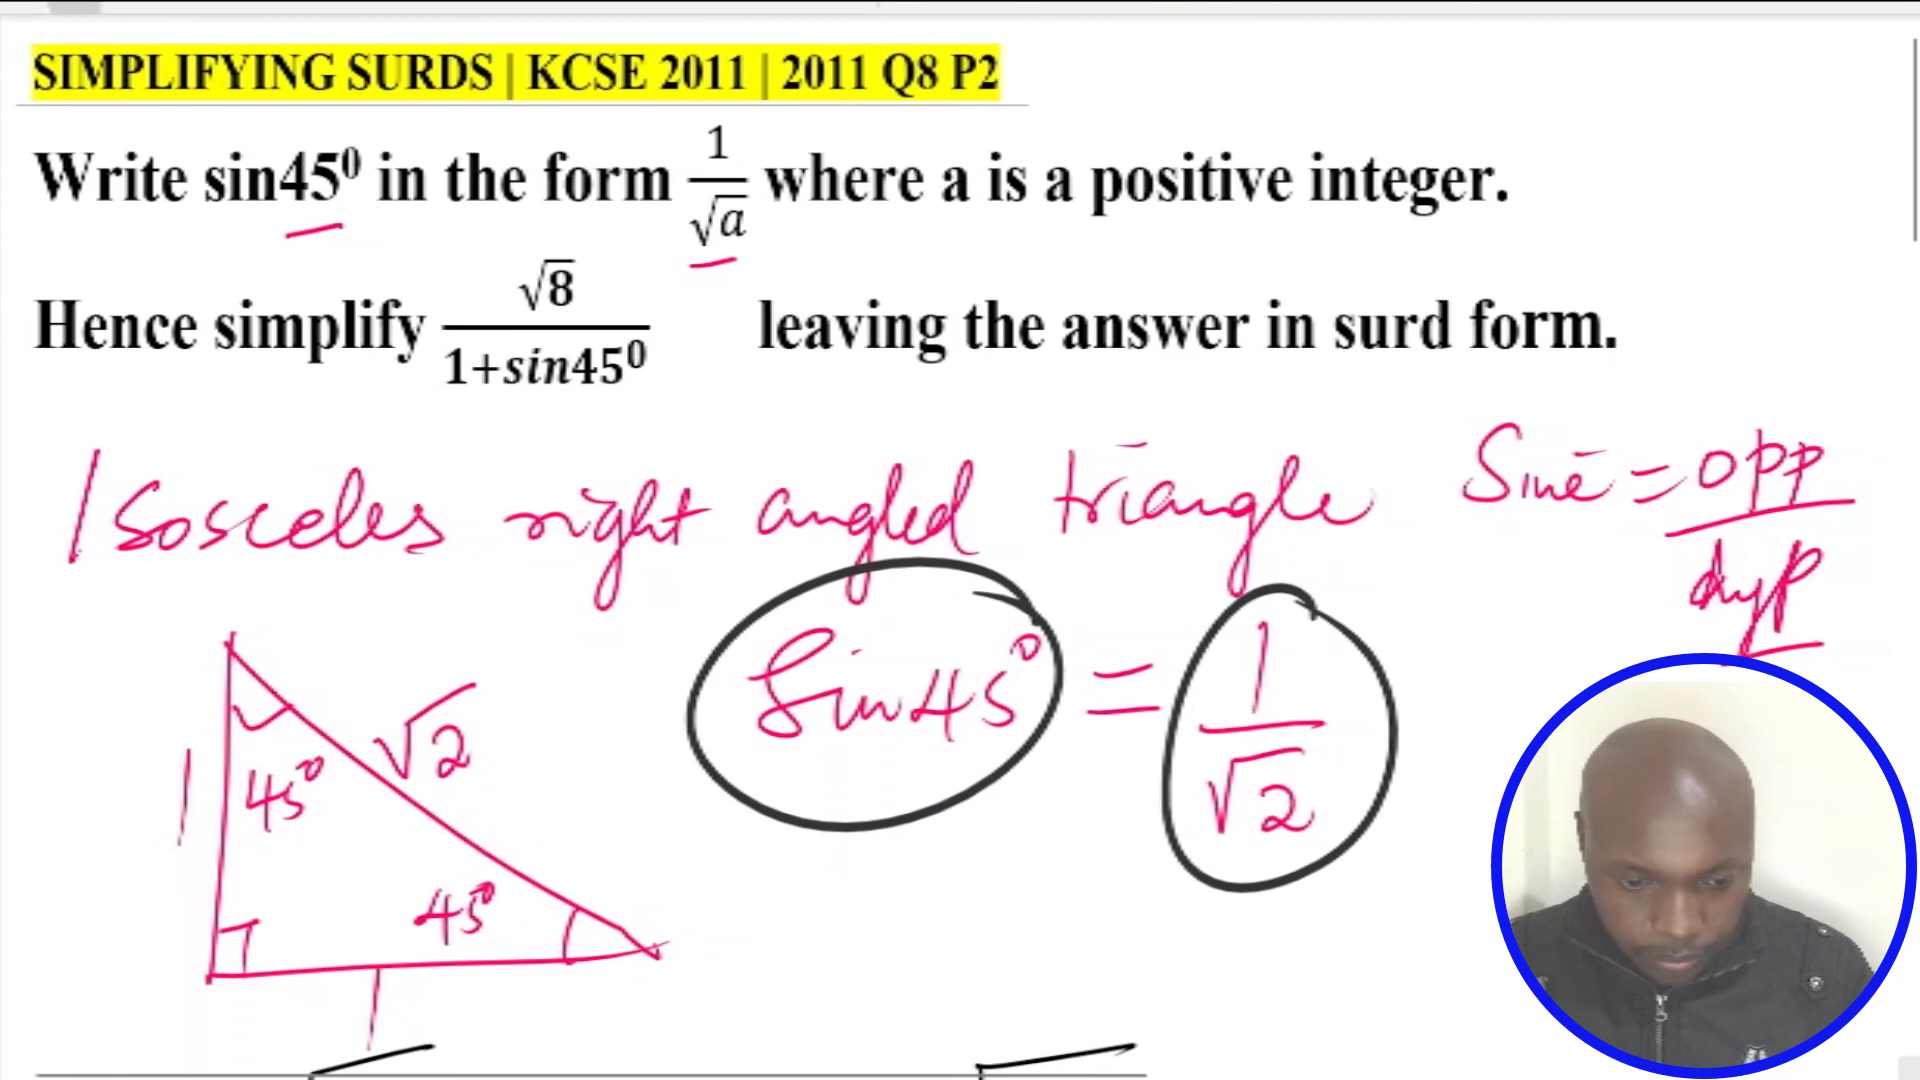 SIMPLIFYING SURDS | KCSE 2011 | 2011 Q8 P2
Write sin45⁰ in the form 1/√a where a is a positive integer.
Hence simplify √8/(1+sin45⁰) leaving the answer in surd form.
Isosceles right angled triangle
Sine = opp/hyp
Sin45° = 1/√2
√2
1
45°
45°
1